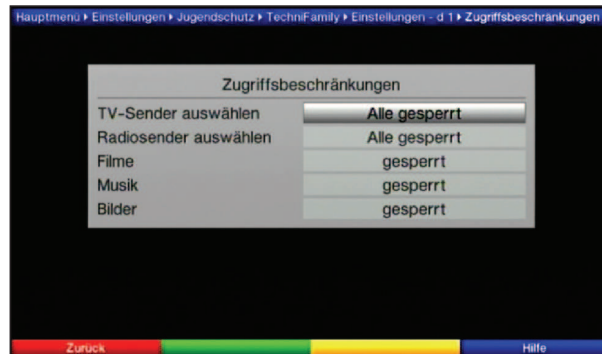 Hauptmenü ▸ Einstellungen ▸ Jugendschutz ▸ TechniFamily ▸ Einstellungen - d 1 ▸ Zugriffsbeschränkungen
Zugriffsbeschränkungen
TV-Sender auswählen Alle gesperrt
Radiosender auswählen Alle gesperrt
Filme gesperrt
Musik gesperrt
Bilder gesperrt
Zurück Hilfe